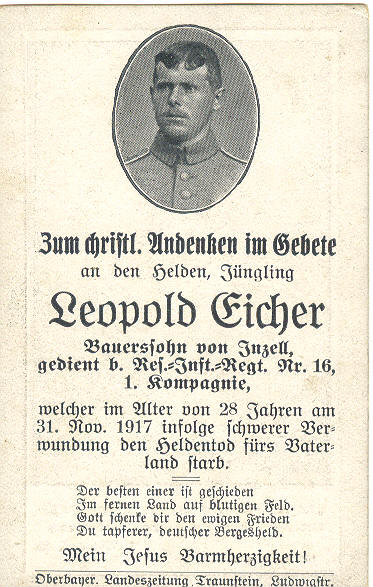 Zum christl. Andenken im Gebete
an den Helden, Jüngling
Leopold Eicher
Bauerssohn von Inzell,
gedient b. Res.-Inft.-Regt. Nr. 16,
1. Kompagnie,
welcher im Alter von 28 Jahren am
31. Nov. 1917 infolge schwerer Ver-
wundung den Heldentod fürs Vater-
land starb.
Der besten einer ist geschieden
Im fernen Land auf blutigen Feld.
Gott schenke dir den ewigen Frieden
Du tapferer, deutscher Bergesheld.
Mein Jesus Barmherzigkeit!
Oberbayer. Landeszeitung Traunstein, Ludwigstr.